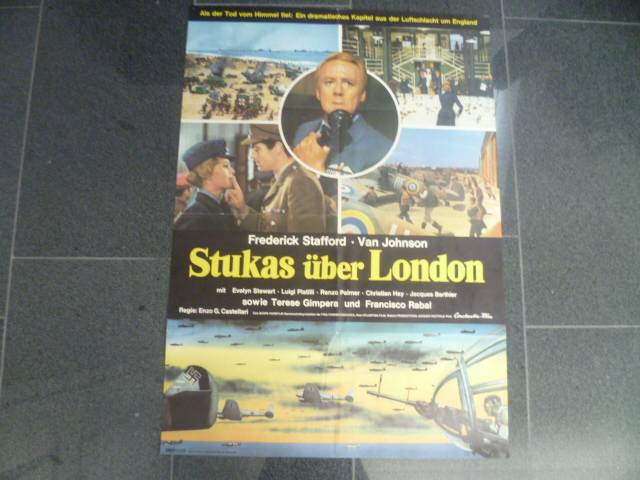 Als der Tod vom Himmel fiel: Ein dramatisches Kapitel aus der Luftschlacht um England
Frederick Stafford · Van Johnson
Stukas über London
mit Evelyn Stewart · Luigi Pistilli · Renzo Palmer · Christian Hay · Jacques Berthier
sowie Terese Gimpera und Francisco Rabal
Regie: Enzo G. Castellari